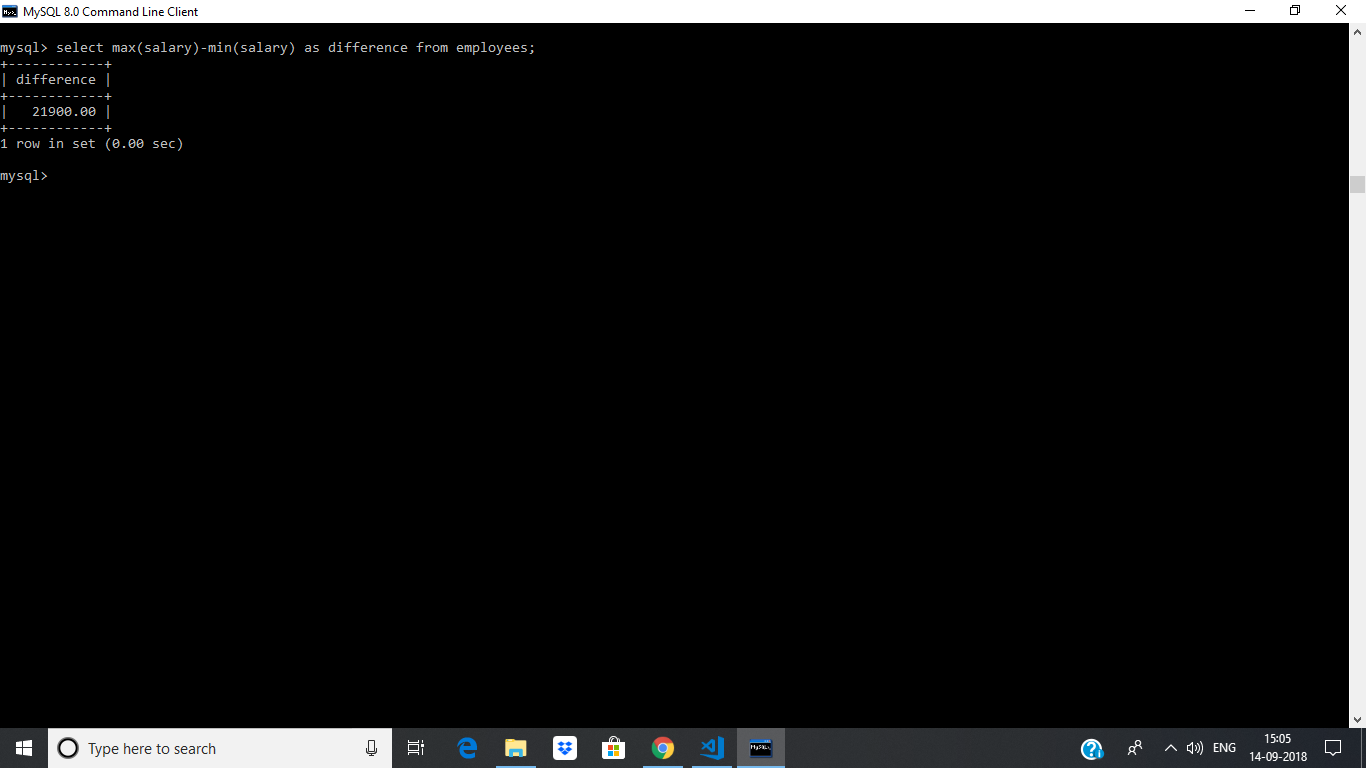 MySQL 8.0 Command Line Client
mysql> select max(salary)-min(salary) as difference from employees;
+------------+
| difference |
+------------+
|   21900.00 |
+------------+
1 row in set (0.00 sec)
mysql>
Type here to search
ENG
15:05
14-09-2018